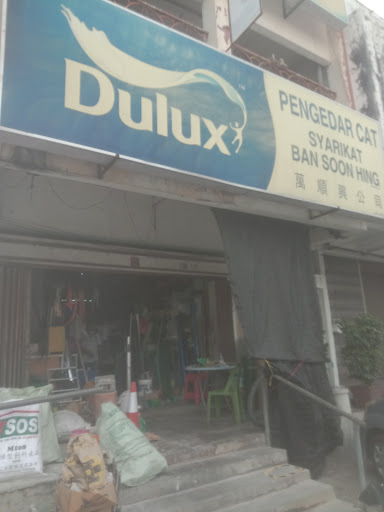 Dulux
PENGEDAR CAT
SYARIKAT
BAN SOON HING
萬順興公司
SOS